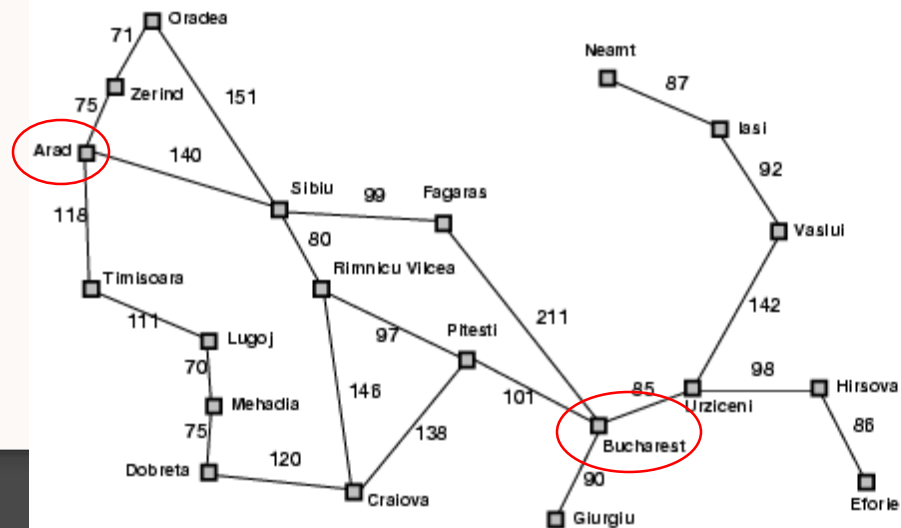 Oradea
71
Neamt
87
Zerind
151
75
Iasi
Arad
140
92
Sibiu
99
Fagaras
118
80
Vaslui
Rimnicu Vilcea
Timisoara
142
111
211
Lugoj
97
Pitesti
70
98
146
101
85
Hirsova
Mehadia
Urziceni
138
86
75
Bucharest
120
Dobreta
90
Craiova
Eforie
Giurgiu